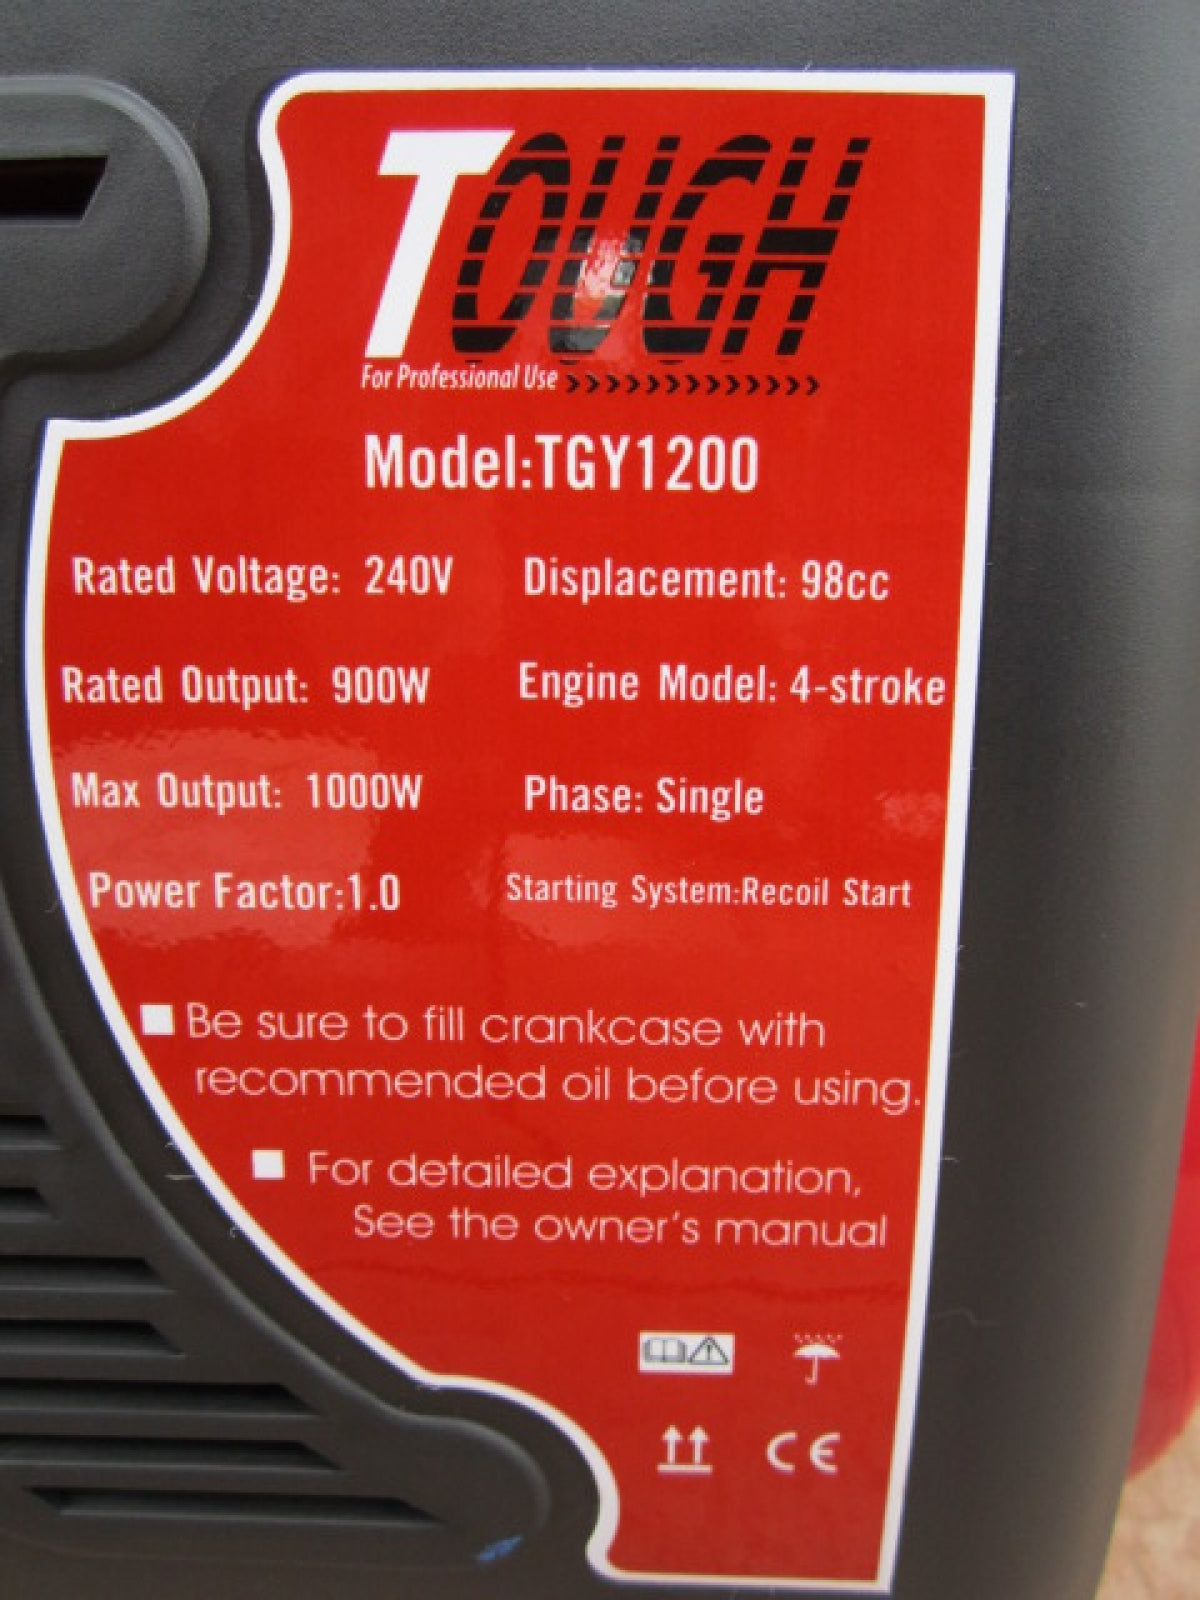 TOUGH
For Professional Use
Model:TGY1200
Rated Voltage: 240V
Displacement: 98cc
Rated Output: 900W
Engine Model: 4-stroke
Max Output: 1000W
Phase: Single
Power Factor:1.0
Starting System:Recoil Start
Be sure to fill crankcase with
recommended oil before using.
For detailed explanation,
See the owner's manual
CE